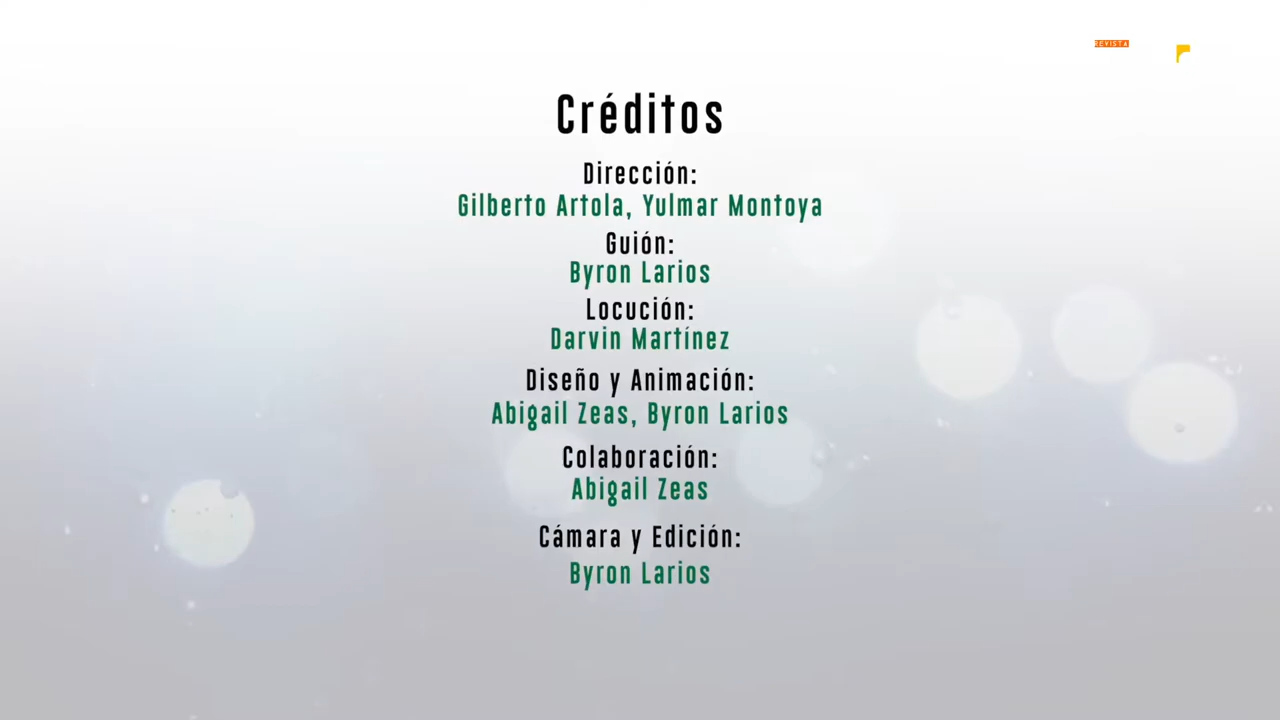 REVISTA
Créditos
Dirección:
Gilberto Artola, Yulmar Montoya
Guión:
Byron Larios
Locución:
Darvin Martínez
Diseño y Animación:
Abigail Zeas, Byron Larios
Colaboración:
Abigail Zeas
Cámara y Edición:
Byron Larios